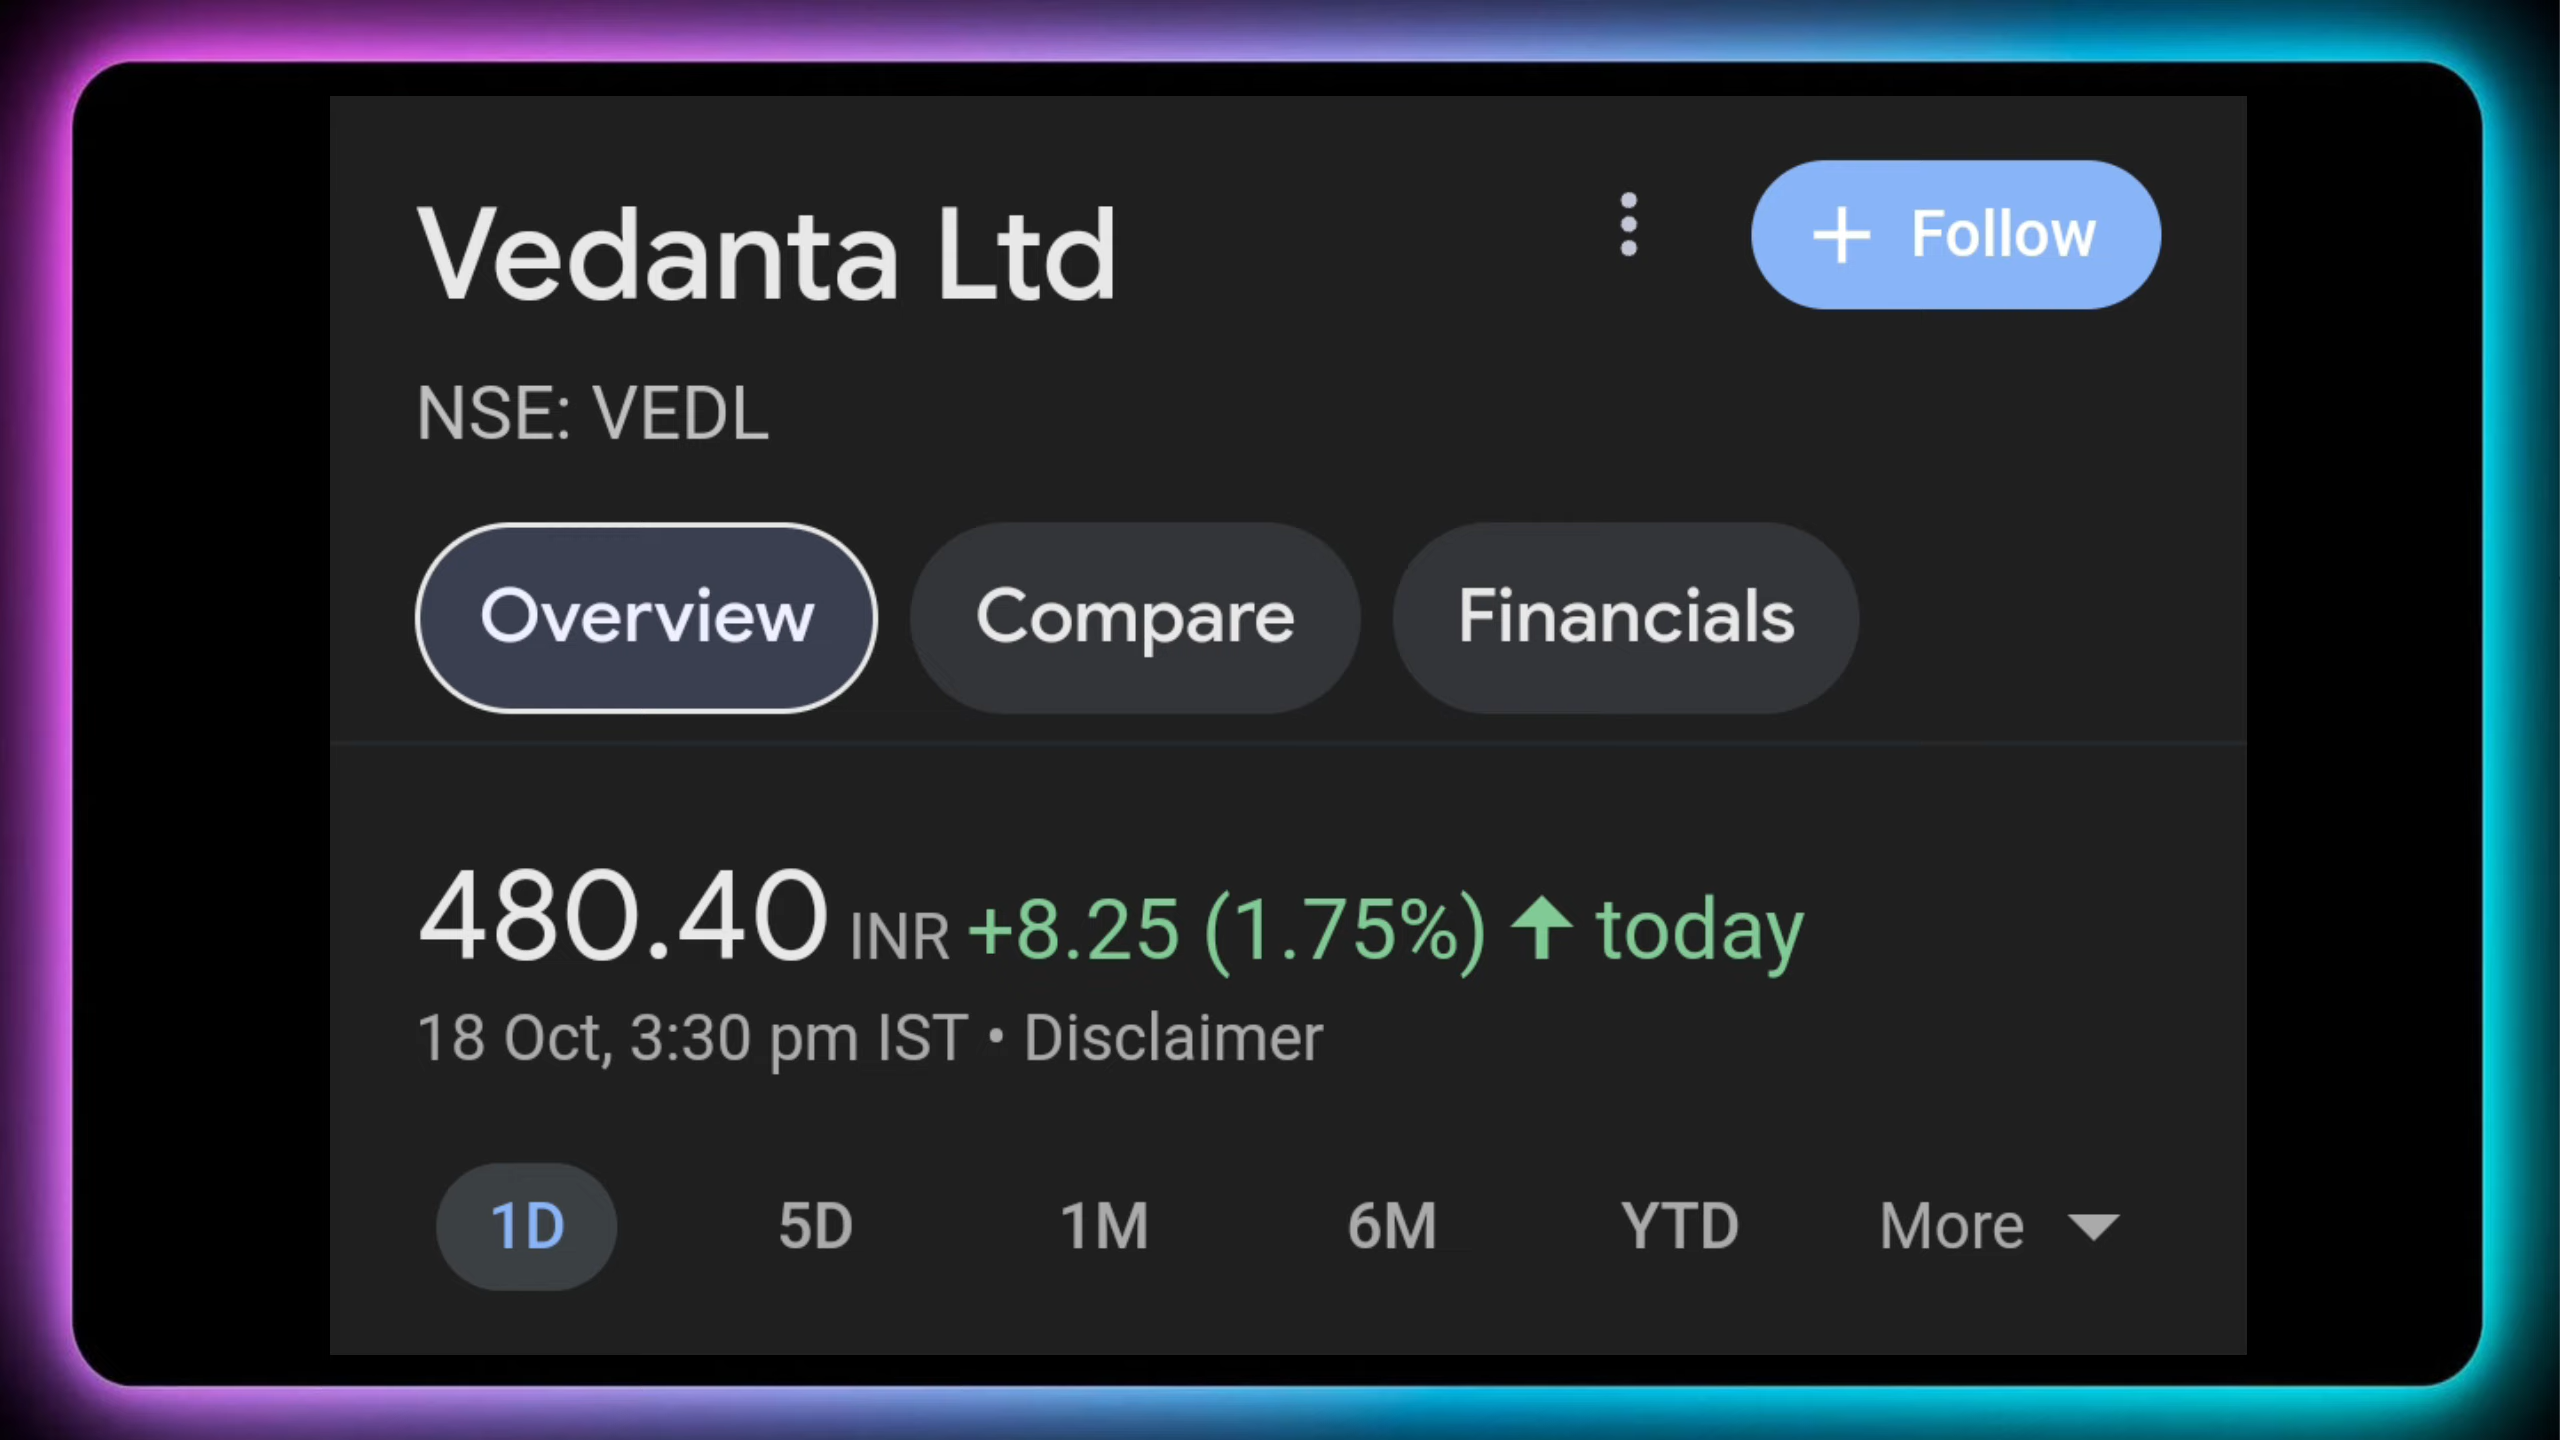 Vedanta Ltd
+ Follow
NSE: VEDL
Overview Compare Financials
480.40 INR +8.25 (1.75%) ↑ today
18 Oct, 3:30 pm IST • Disclaimer
1D 5D 1M 6M YTD More